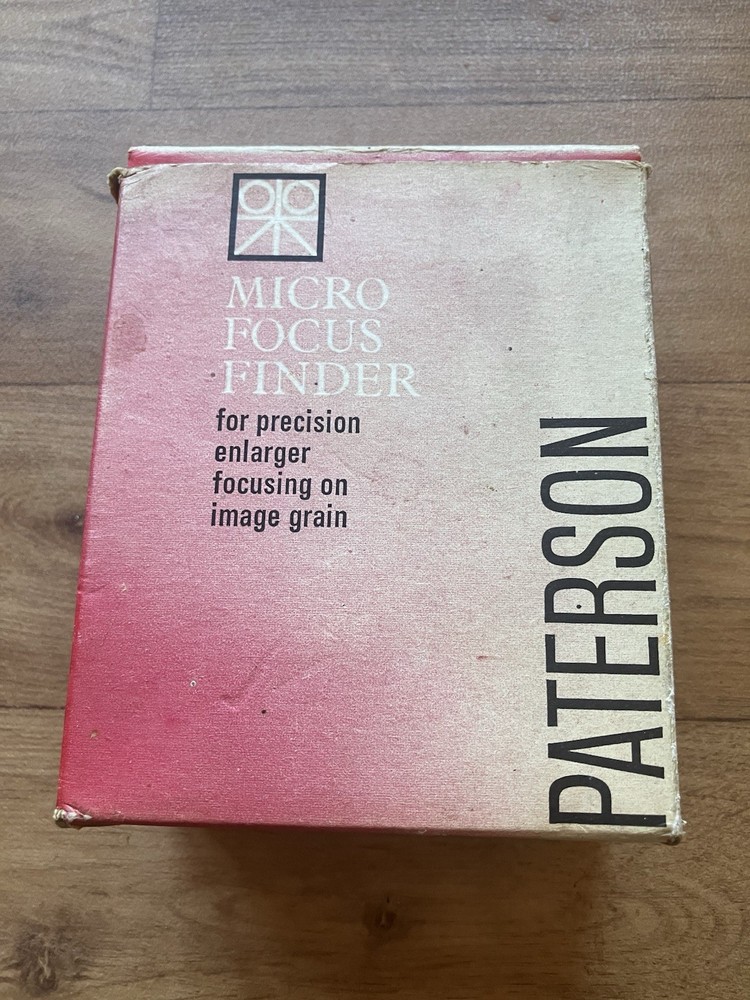 MICRO
FOCUS
FINDER
for precision
enlarger
focusing on
image grain
PATERSON